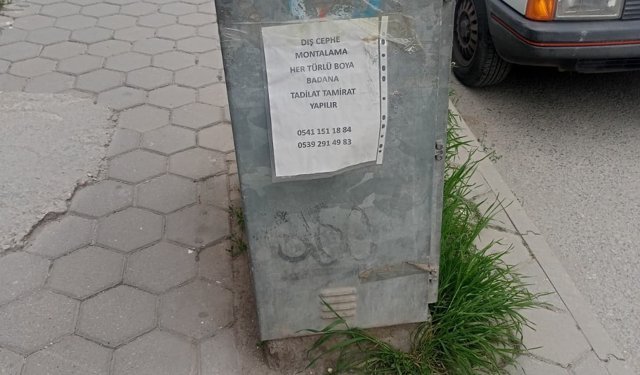 DIŞ CEPHE
MONTALAMA
HER TÜRLÜ BOYA
BADANA
TADİLAT TAMİRAT
YAPILIR
0541 151 18 84
0539 291 49 83